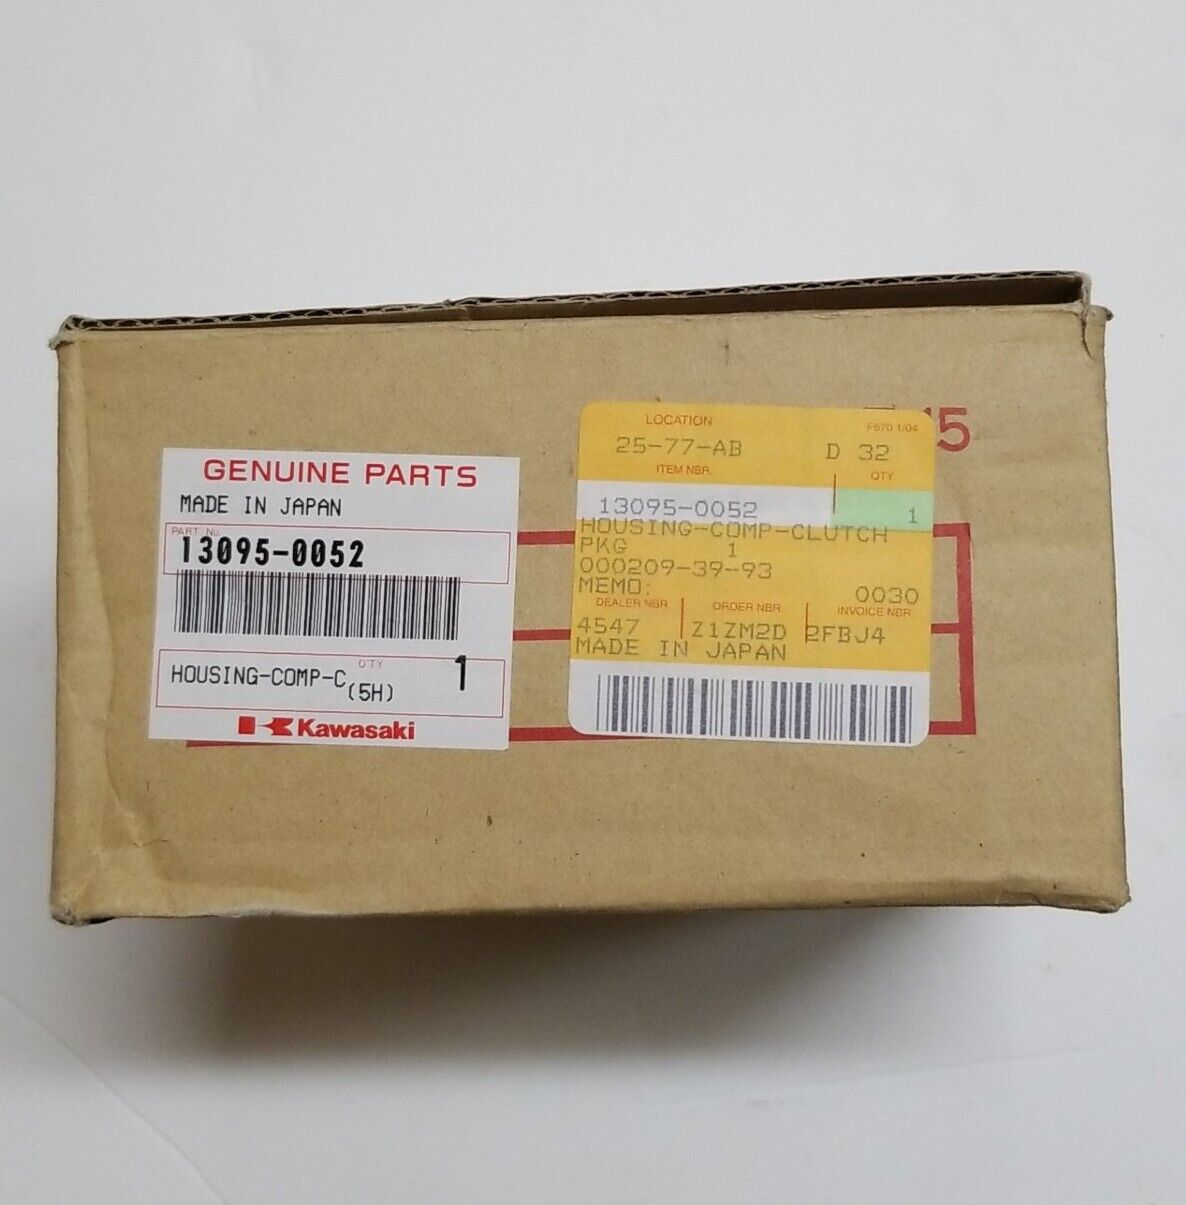 GENUINE PARTS
MADE IN JAPAN
PART No.
13095-0052
Q'TY
HOUSING-COMP-C(5H) 1
Kawasaki
15
LOCATION F670 1/04
25-77-AB D 32
ITEM NBR. QTY
13095-0052 1
HOUSING-COMP-CLUTCH
PKG 1
000209-39-93
MEMO: 0030
DEALER NBR ORDER NBR INVOICE NBR
4547 Z1ZM2D 2FBJ4
MADE IN JAPAN